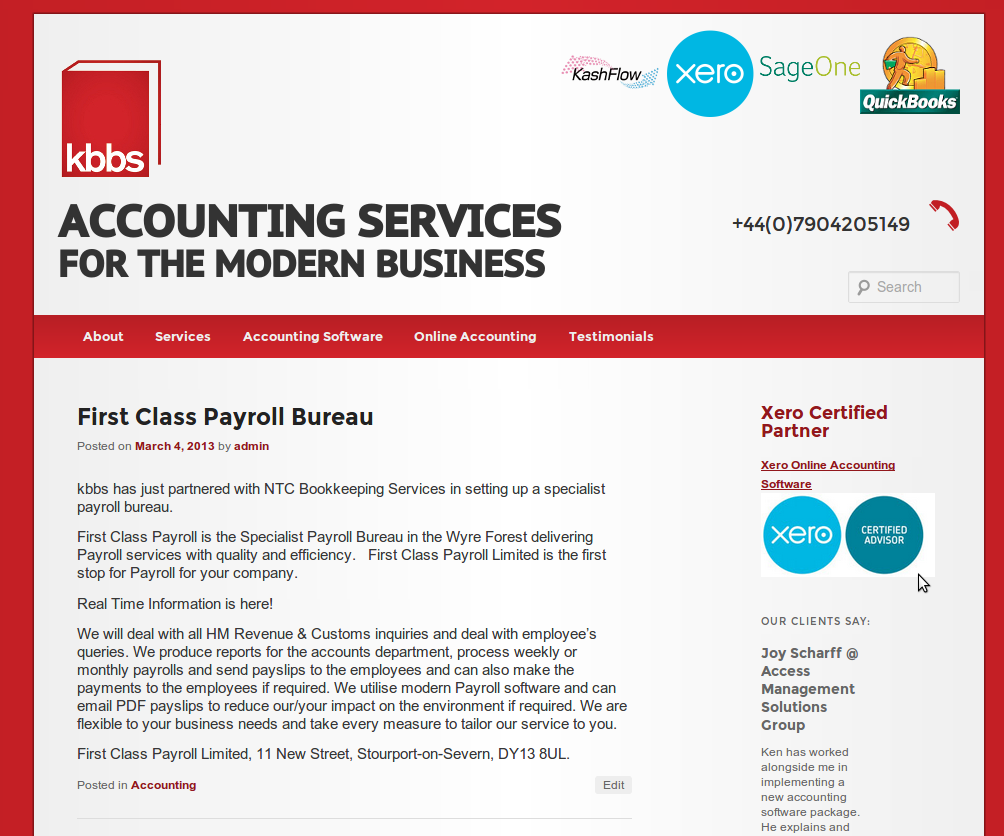 KashFlow
xero
SageOne
QuickBooks
kbbs
ACCOUNTING SERVICES
FOR THE MODERN BUSINESS
+44(0)7904205149
Search
About Services Accounting Software Online Accounting Testimonials
First Class Payroll Bureau
Posted on March 4, 2013 by admin
kbbs has just partnered with NTC Bookkeeping Services in setting up a specialist
payroll bureau.
First Class Payroll is the Specialist Payroll Bureau in the Wyre Forest delivering
Payroll services with quality and efficiency.   First Class Payroll Limited is the first
stop for Payroll for your company.
Real Time Information is here!
We will deal with all HM Revenue & Customs inquiries and deal with employee’s
queries. We produce reports for the accounts department, process weekly or
monthly payrolls and send payslips to the employees and can also make the
payments to the employees if required. We utilise modern Payroll software and can
email PDF payslips to reduce our/your impact on the environment if required. We are
flexible to your business needs and take every measure to tailor our service to you.
First Class Payroll Limited, 11 New Street, Stourport-on-Severn, DY13 8UL.
Posted in Accounting
Edit
Xero Certified
Partner
Xero Online Accounting
Software
xero
CERTIFIED
ADVISOR
OUR CLIENTS SAY:
Joy Scharff @
Access
Management
Solutions
Group
Ken has worked
alongside me in
implementing a
new accounting
software package.
He explains and